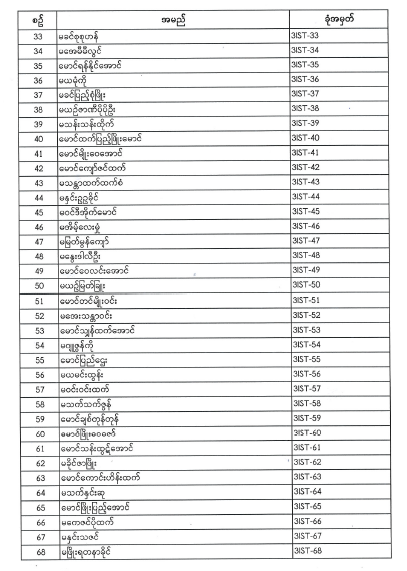 စဉ် အမည် ခုံအမှတ်
33 မခင်စုစုဟန် 3IST-33
34 မအေမီမီလွင် 3IST-34
35 မောင်ရန်နိုင်အောင် 3IST-35
36 မယမုံကို 3IST-36
37 မခင်ပြည့်စုံဖြိုး 3IST-37
38 မယဉ်ဇာဏီပိုပိုဦး 3IST-38
39 မသန်းသန်းထိုက် 3IST-39
40 မောင်ထက်ပြည့်ဖြိုးမောင် 3IST-40
41 မောင်မျိုးဝေအောင် 3IST-41
42 မောင်ကျော်ဇင်ထက် 3IST-42
43 မသန္တာထက်ထက်စံ 3IST-43
44 မနှင်းဥဥခိုင် 3IST-44
45 မဝင်ဒီအိုက်မောင် 3IST-45
46 မအိမ့်လေးမွှံ့ 3IST-46
47 မမြတ်မွန်ကျော် 3IST-47
48 မနွေးဒါလီဦး 3IST-48
49 မောင်ဝေလင်းအောင် 3IST-49
50 မယဉ်မြတ်ခြူး 3IST-50
51 မောင်တင်မျိုးဝင်း 3IST-51
52 မအေးသန္တာဝင်း 3IST-52
53 မောင်သျှန်ထက်အောင် 3IST-53
54 မဂျူဇွန်ကို 3IST-54
55 မောင်ပြည်ဌေး 3IST-55
56 မယမင်းထွန်း 3IST-56
57 မဝင်းဝင်းထက် 3IST-57
58 မသက်သက်ဇွန် 3IST-58
59 မောင်ချစ်တုန်တုန် 3IST-59
60 မောင်ဖြိုးဝေဇော် 3IST-60
61 မောင်သန်းထွဋ်အောင် 3IST-61
62 မခိုင်ဇာဖြိုး 3IST-62
63 မောင်ကောင်းဟိန်းထက် 3IST-63
64 မသက်နှင်းဆု 3IST-64
65 မောင်ဖြိုးပြည့်အောင် 3IST-65
66 မကေဇင်ပိုထက် 3IST-66
67 မနှင်းသဇင် 3IST-67
68 မဖြိုးရတနာခိုင် 3IST-68